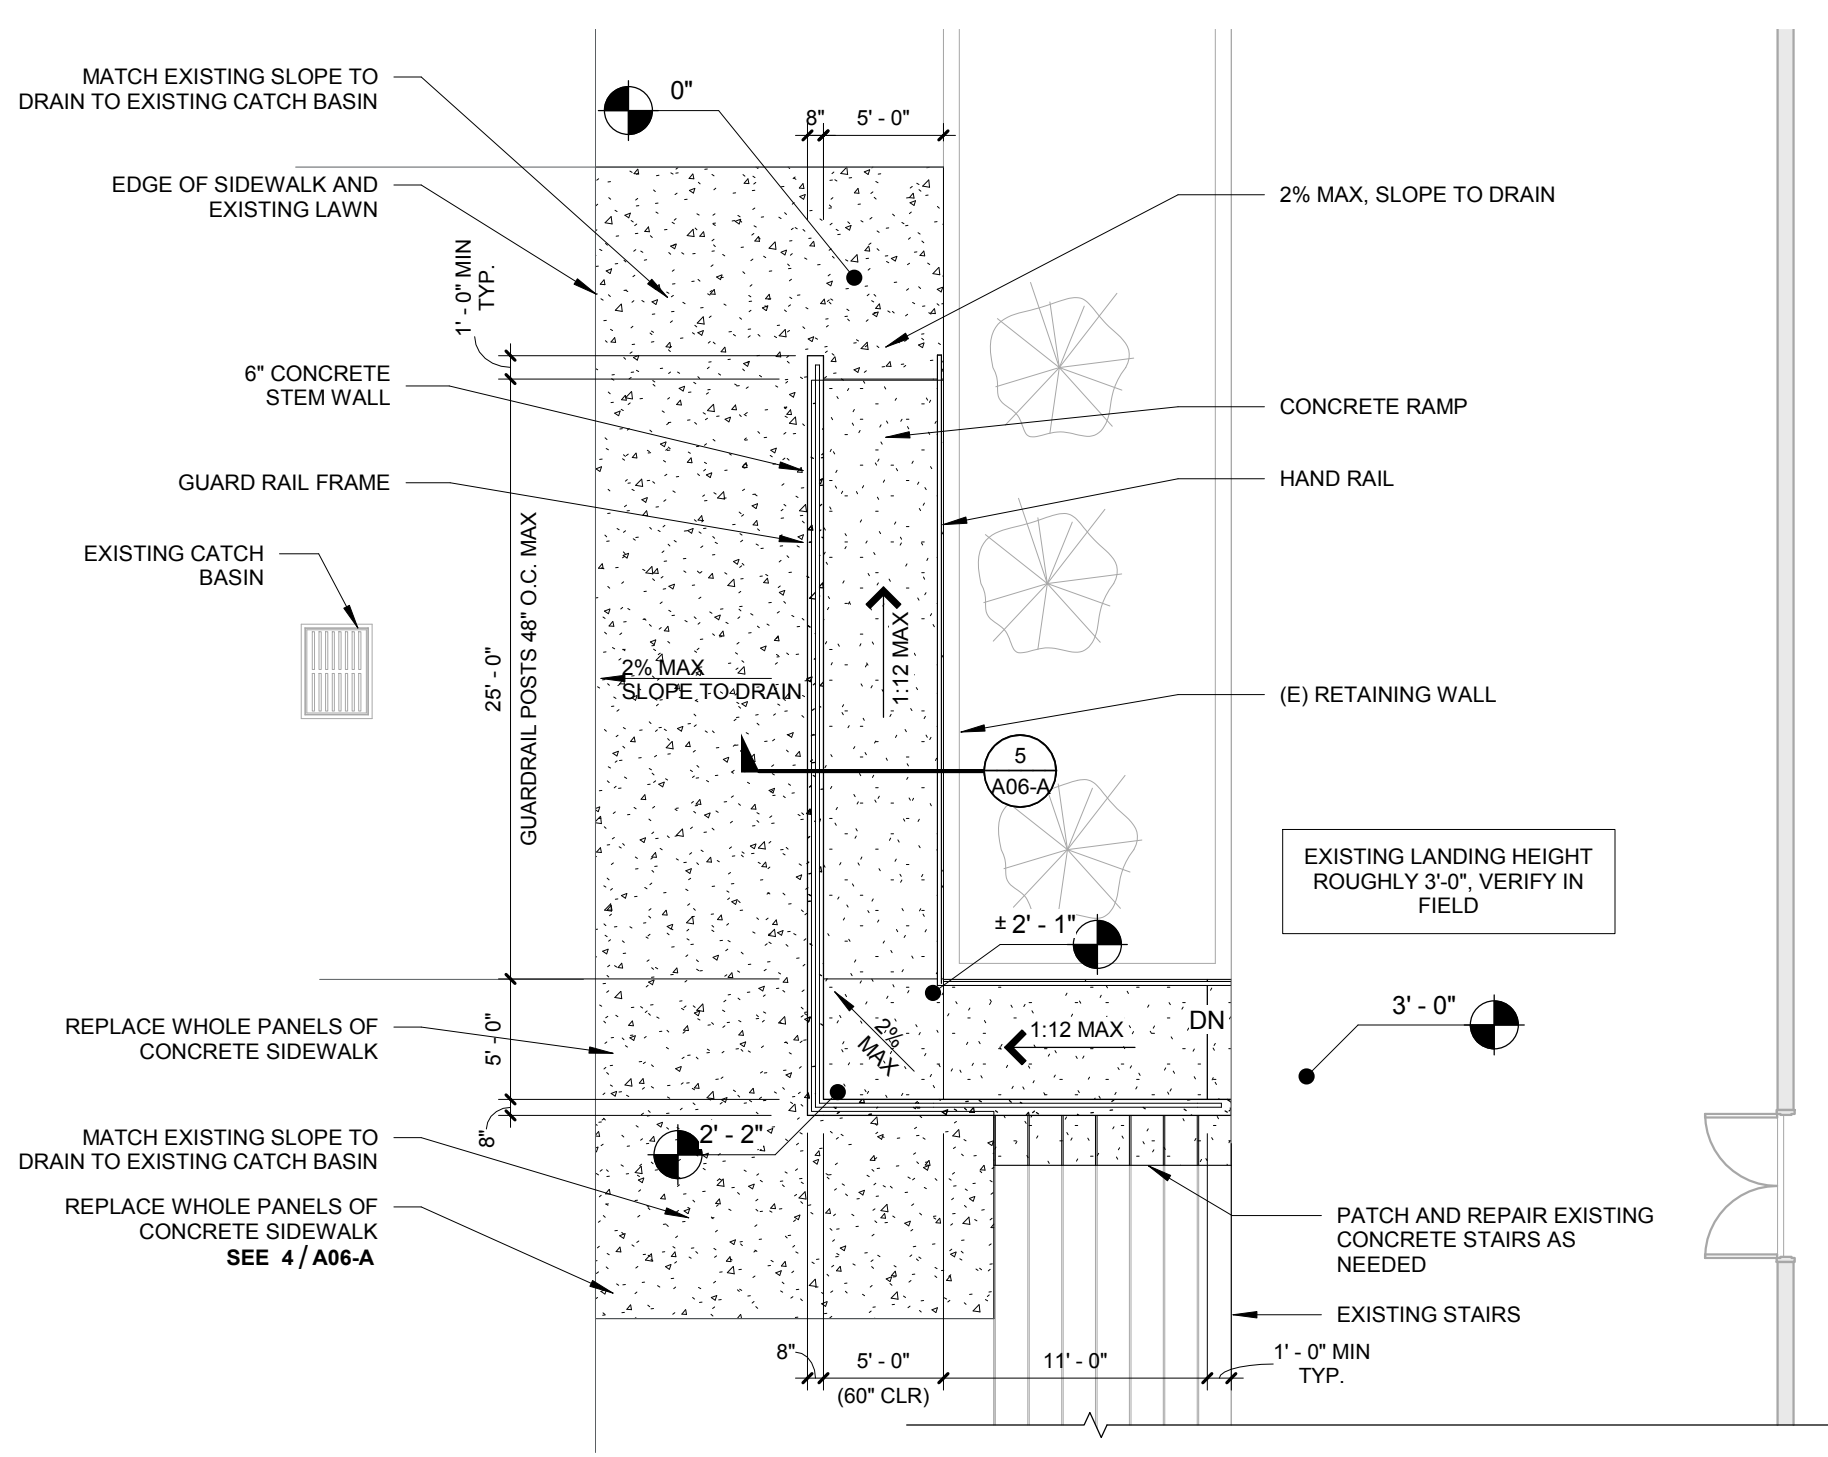 MATCH EXISTING SLOPE TO
DRAIN TO EXISTING CATCH BASIN
0"
8"
5' - 0"
EDGE OF SIDEWALK AND
EXISTING LAWN
2% MAX, SLOPE TO DRAIN
1' - 0" MIN
TYP.
6" CONCRETE
STEM WALL
CONCRETE RAMP
GUARD RAIL FRAME
HAND RAIL
EXISTING CATCH
BASIN
25' - 0"
GUARDRAIL POSTS 48" O.C. MAX
2% MAX
SLOPE TO DRAIN
1:12 MAX
(E) RETAINING WALL
5
A06-A
EXISTING LANDING HEIGHT
ROUGHLY 3'-0", VERIFY IN
FIELD
± 2' - 1"
3' - 0"
REPLACE WHOLE PANELS OF
CONCRETE SIDEWALK
5' - 0"
2%
MAX
1:12 MAX
DN
8"
2' - 2"
MATCH EXISTING SLOPE TO
DRAIN TO EXISTING CATCH BASIN
REPLACE WHOLE PANELS OF
CONCRETE SIDEWALK
SEE 4 / A06-A
PATCH AND REPAIR EXISTING
CONCRETE STAIRS AS
NEEDED
EXISTING STAIRS
8"
5' - 0"
(60" CLR)
11' - 0"
1' - 0" MIN
TYP.